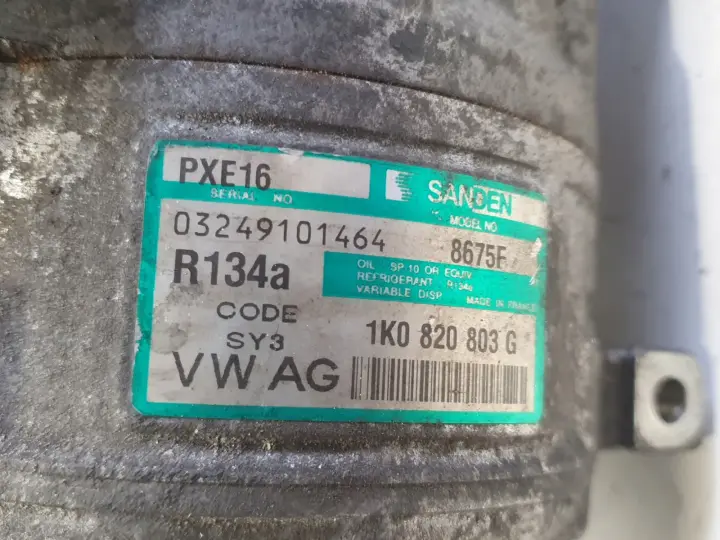 PXE16
SANDEN
SERIAL NO
MODEL NO
03249101464
8675F
R134a
OIL SP 10 OR EQUIV
REFRIGERANT R134a
VARIABLE DISP MADE IN FRANCE
CODE
SY3
1K0 820 803 G
VW AG